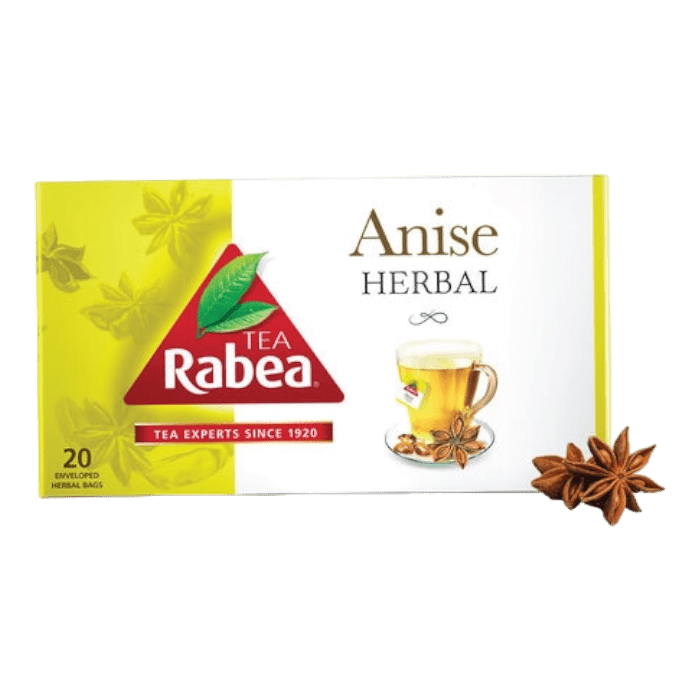 Anise
HERBAL
TEA
Rabea®
TEA EXPERTS SINCE 1920
20
ENVELOPED
HERBAL BAGS